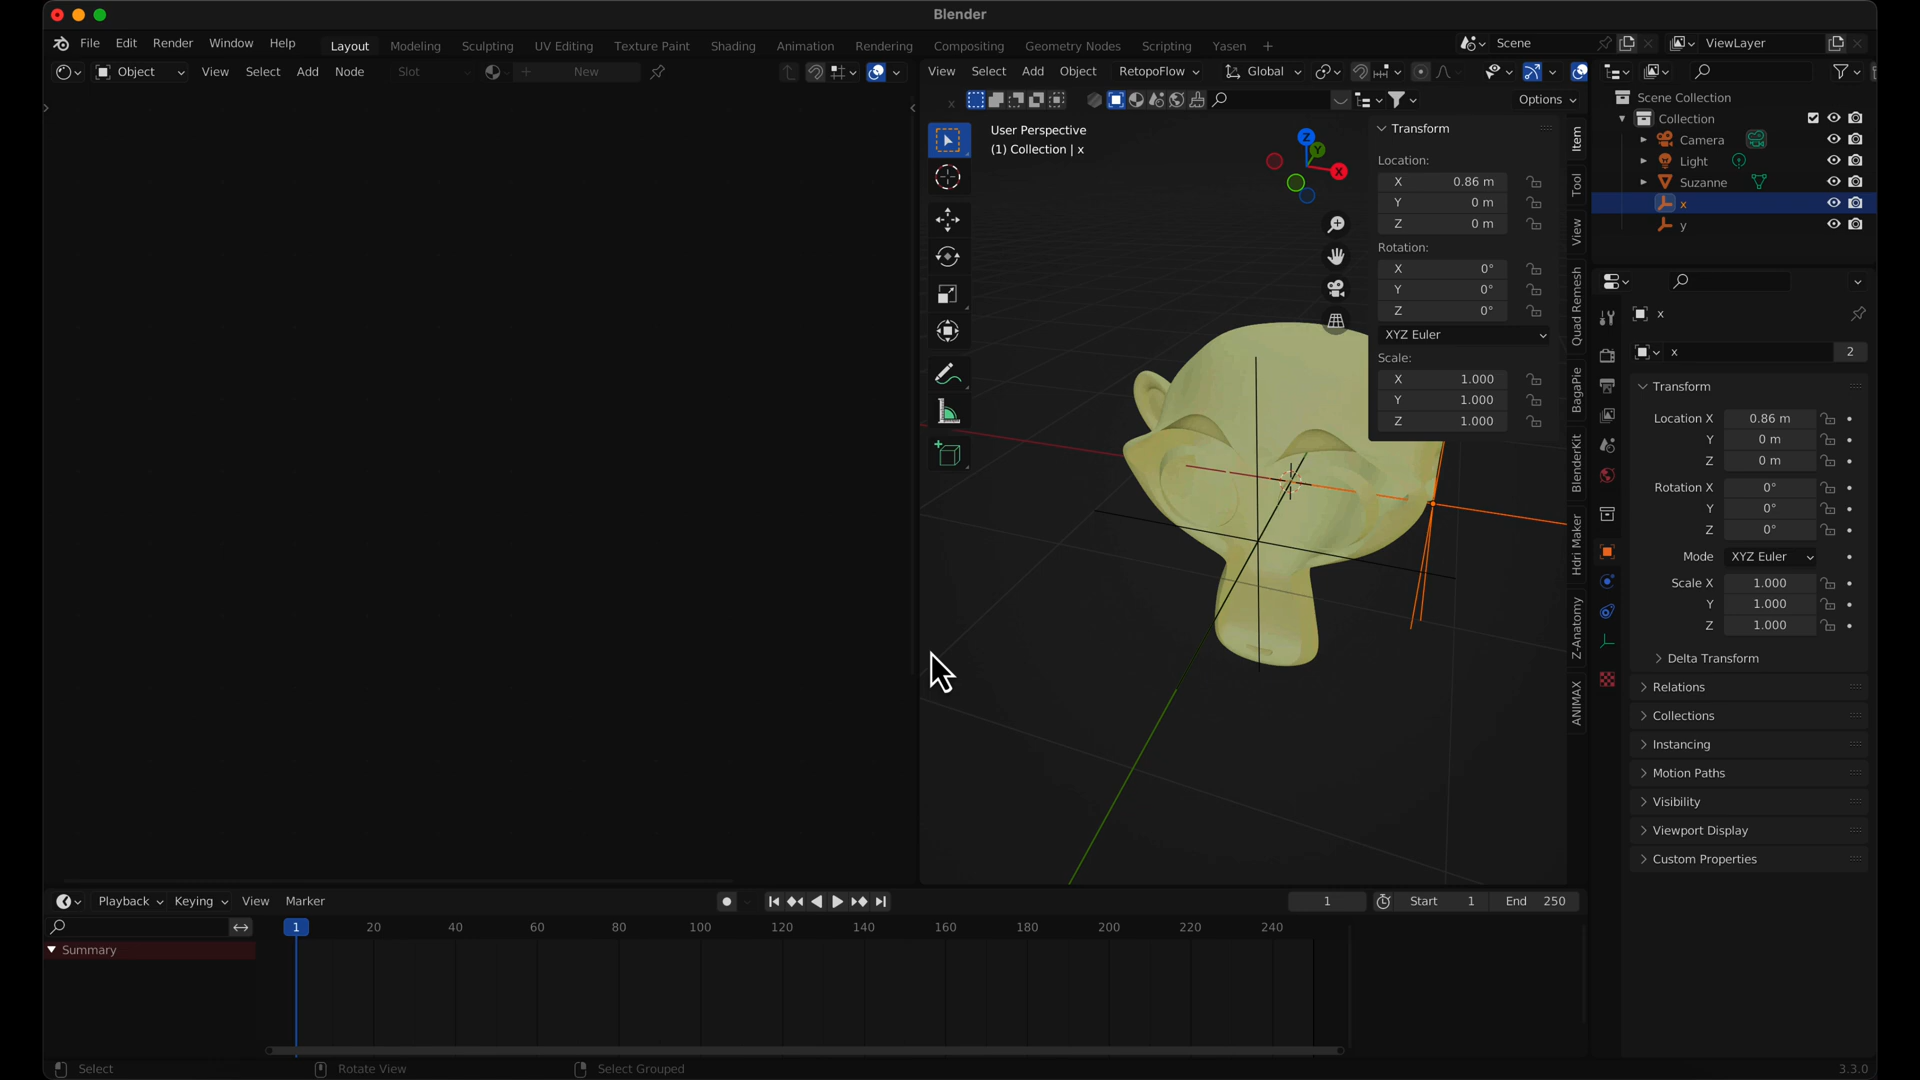 Blender
File Edit Render Window Help Layout Modeling Sculpting UV Editing Texture Paint Shading Animation Rendering Compositing Geometry Nodes Scripting Yasen + Scene ViewLayer
Object View Select Add Node Slot New
View Select Add Object RetopoFlow Global
Options
User Perspective
(1) Collection | x
Z
Y
X
Transform
Location:
X 0.86 m
Y 0 m
Z 0 m
Rotation:
X 0°
Y 0°
Z 0°
XYZ Euler
Scale:
X 1.000
Y 1.000
Z 1.000
Item
Tool
View
Quad Remesh
BagaPie
BlenderKit
Hdri Maker
Z-Anatomy
ANIMAX
Scene Collection
Collection
Camera
Light
Suzanne
x
y
x
x 2
Transform
Location X 0.86 m
Y 0 m
Z 0 m
Rotation X 0°
Y 0°
Z 0°
Mode XYZ Euler
Scale X 1.000
Y 1.000
Z 1.000
Delta Transform
Relations
Collections
Instancing
Motion Paths
Visibility
Viewport Display
Custom Properties
Playback Keying View Marker 1 Start 1 End 250
1 20 40 60 80 100 120 140 160 180 200 220 240
Summary
Select Rotate View Select Grouped 3.3.0